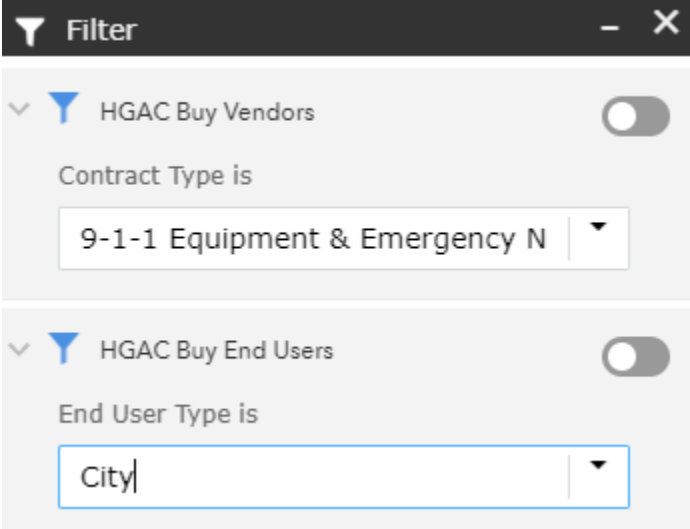 Filter
HGAC Buy Vendors
Contract Type is
9-1-1 Equipment & Emergency N
HGAC Buy End Users
End User Type is
City